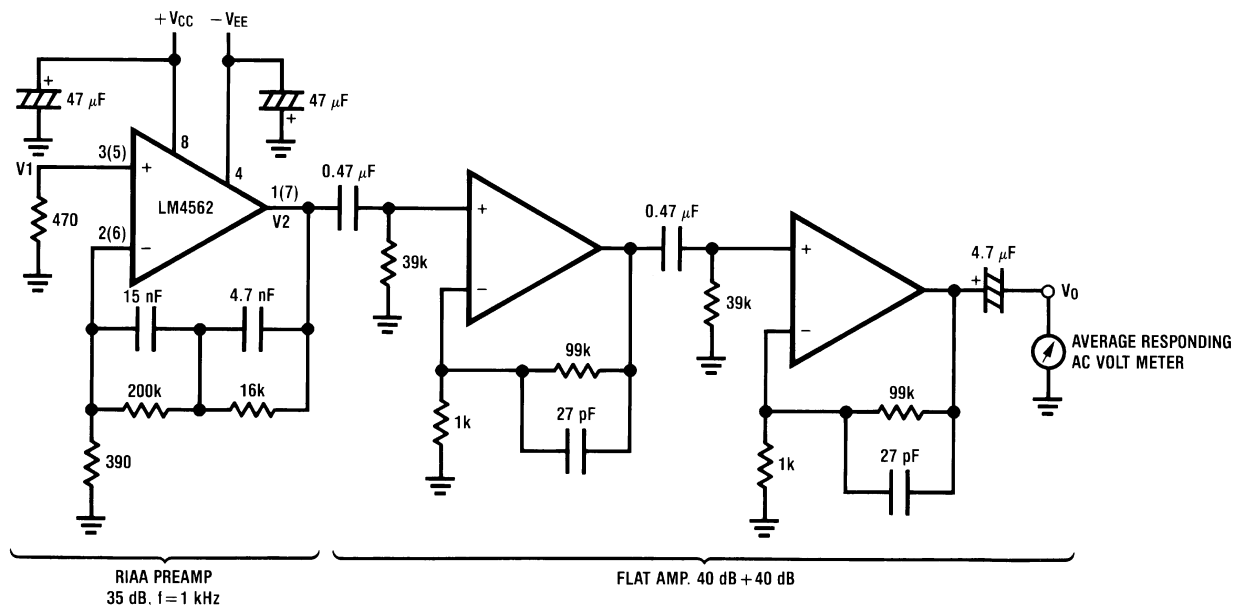 +VCC
−VEE
+
47 μF
47 μF
+
8
4
V1
3(5)
+
LM4562
1(7)
V2
2(6)
−
470
0.47 μF
+
−
39k
0.47 μF
+
−
39k
4.7 μF
+
VO
AVERAGE RESPONDING
AC VOLT METER
15 nF
4.7 nF
200k
16k
390
99k
27 pF
1k
99k
27 pF
1k
RIAA PREAMP
35 dB, f=1 kHz
FLAT AMP. 40 dB+40 dB